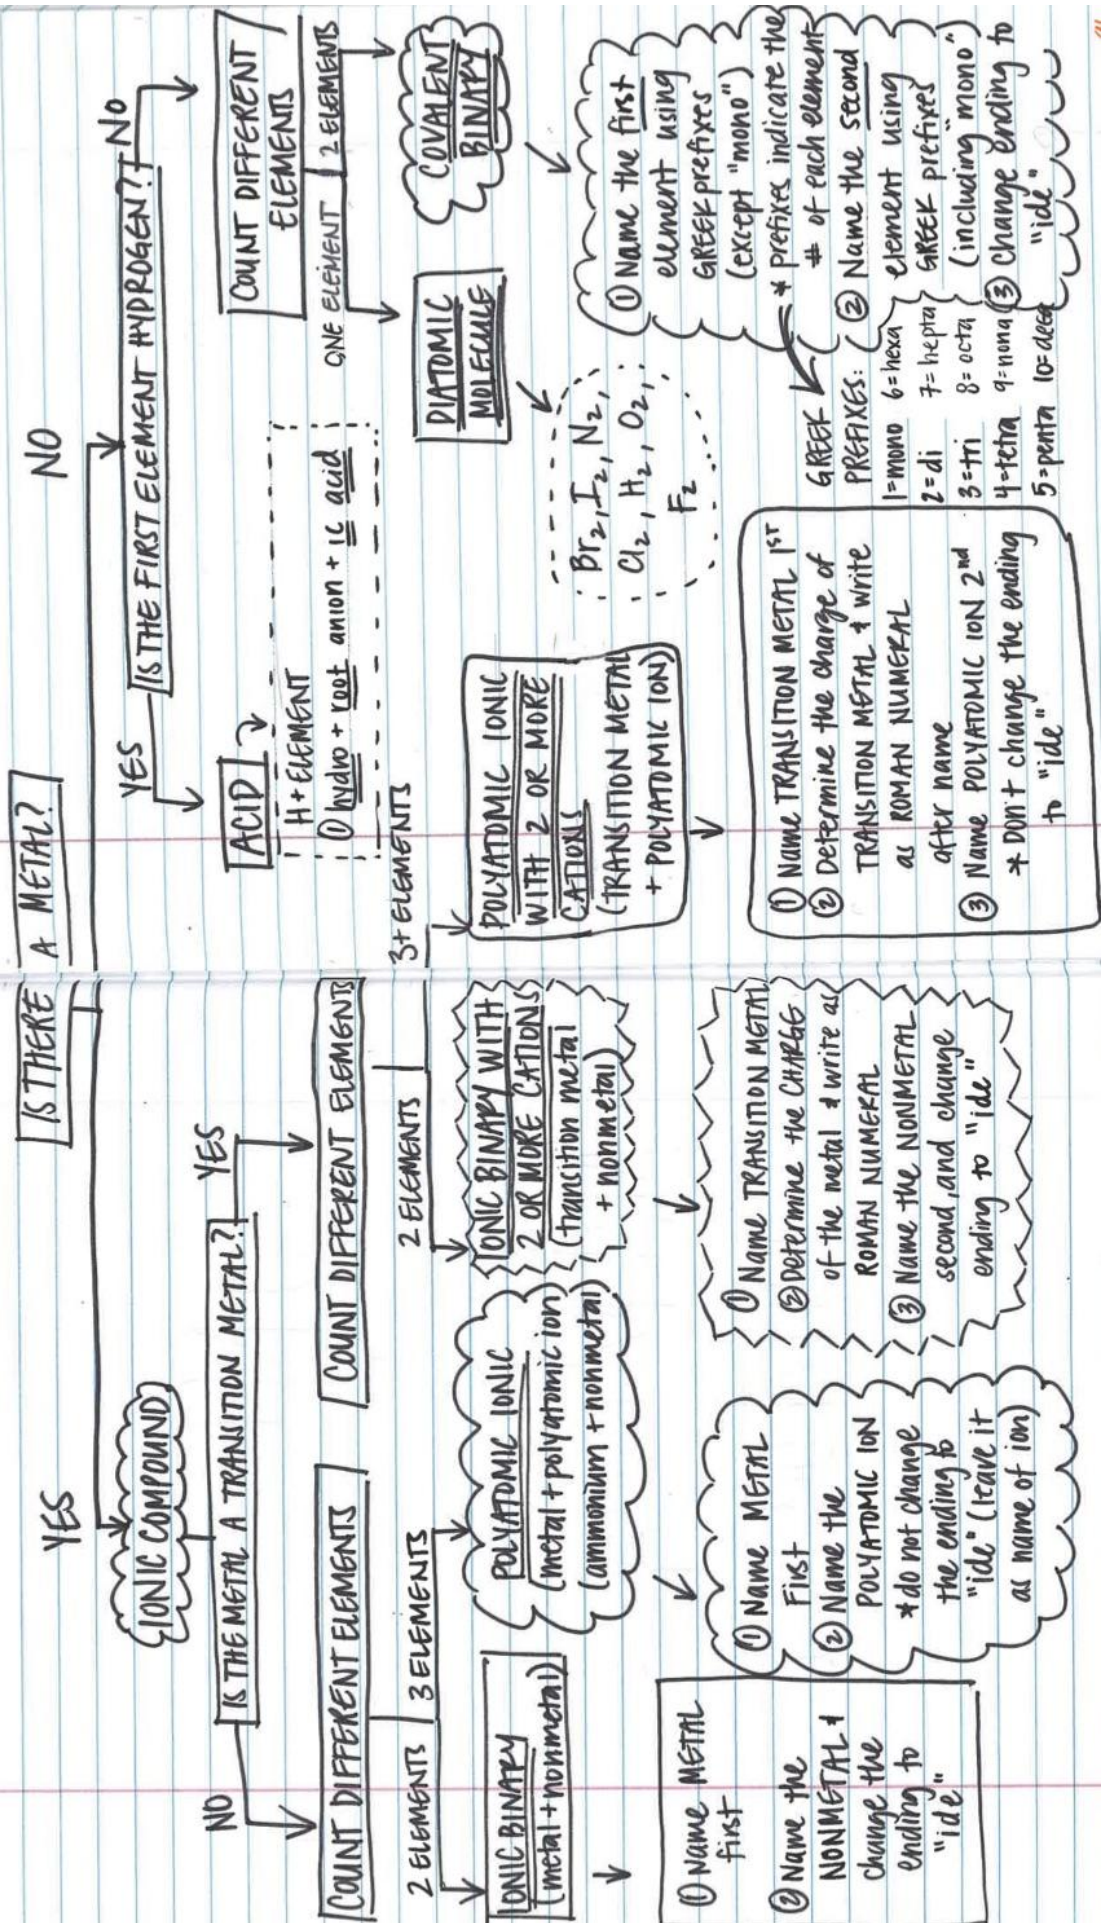 IS THERE A METAL?
YES
NO
IONIC COMPOUND
IS THE METAL A TRANSITION METAL?
NO
YES
COUNT DIFFERENT ELEMENTS
2 ELEMENTS
3 ELEMENTS
IONIC BINARY
(metal + nonmetal)
① Name METAL
first
② Name the
NONMETAL &
change the
ending to
"ide"
POLYATOMIC IONIC
(metal + polyatomic ion)
(ammonium + nonmetal)
① Name METAL
First
② Name the
POLYATOMIC ION
* do not change
the ending to
"ide" (leave it
as name of ion)
COUNT DIFFERENT ELEMENTS
2 ELEMENTS
3+ ELEMENTS
IONIC BINARY WITH
2 OR MORE CATIONS
(transition metal
+ nonmetal)
① Name TRANSITION METAL
② Determine the CHARGE
of the metal & write as
ROMAN NUMERAL
③ Name the NONMETAL
second, and change
ending to "ide"
POLYATOMIC IONIC
WITH 2 OR MORE
CATIONS
(TRANSITION METAL
+ POLYATOMIC ION)
① Name TRANSITION METAL 1ST
② Determine the charge of
TRANSITION METAL & write
as ROMAN NUMERAL
after name
③ Name POLYATOMIC ION 2nd
* Don't change the ending
to "ide"
IS THE FIRST ELEMENT HYDROGEN?
YES
NO
ACID
H + ELEMENT
① hydro + root anion + ic acid
COUNT DIFFERENT
ELEMENTS
ONE ELEMENT
2 ELEMENTS
DIATOMIC
MOLECULE
Br2, I2, N2,
Cl2, H2, O2,
F2
COVALENT
BINARY
① Name the first
element using
GREEK prefixes
(except "mono")
* prefixes indicate the
# of each element
② Name the second
element using
GREEK prefixes
(including "mono")
③ Change ending to
"ide"
GREEK
PREFIXES:
1=mono 6=hexa
2=di 7=hepta
3=tri 8=octa
4=tetra 9=nona
5=penta 10=deca